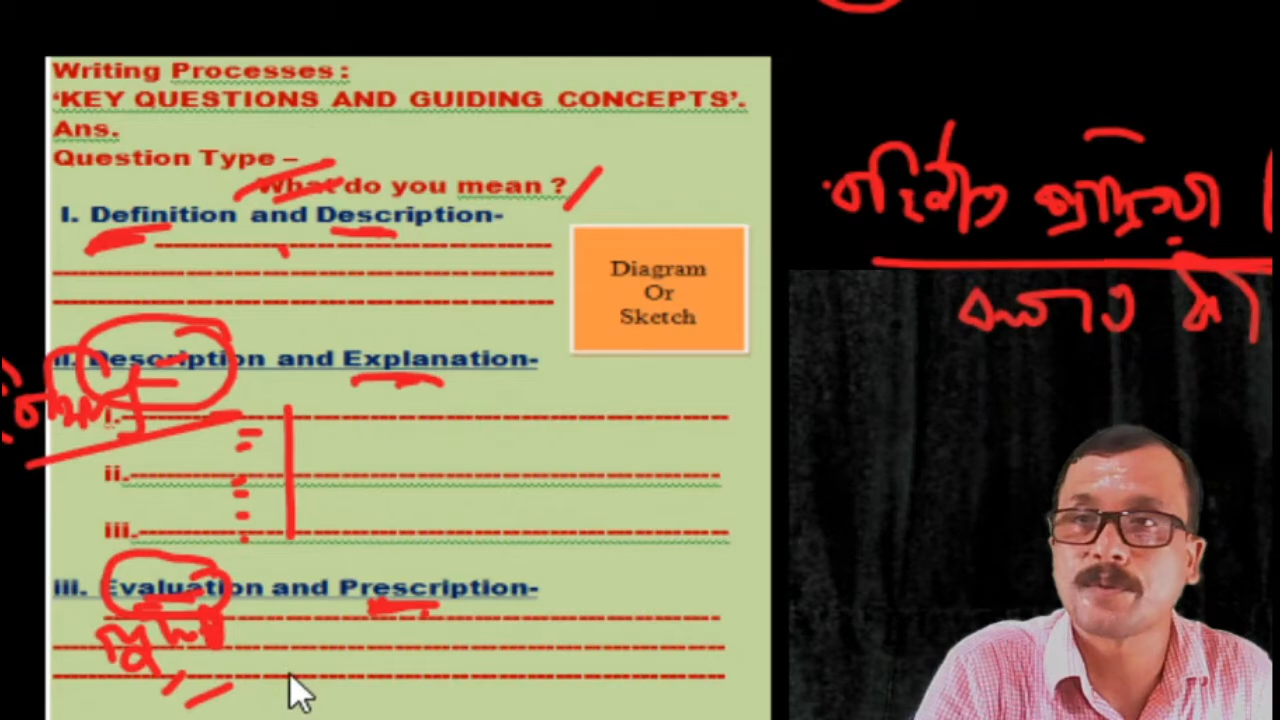 Writing Processes :
‘KEY QUESTIONS AND GUIDING CONCEPTS’.
Ans.
Question Type –
What do you mean ?
I. Definition and Description-
Diagram
Or
Sketch
ii. Description and Explanation-
i.
ii.
iii.
iii. Evaluation and Prescription-